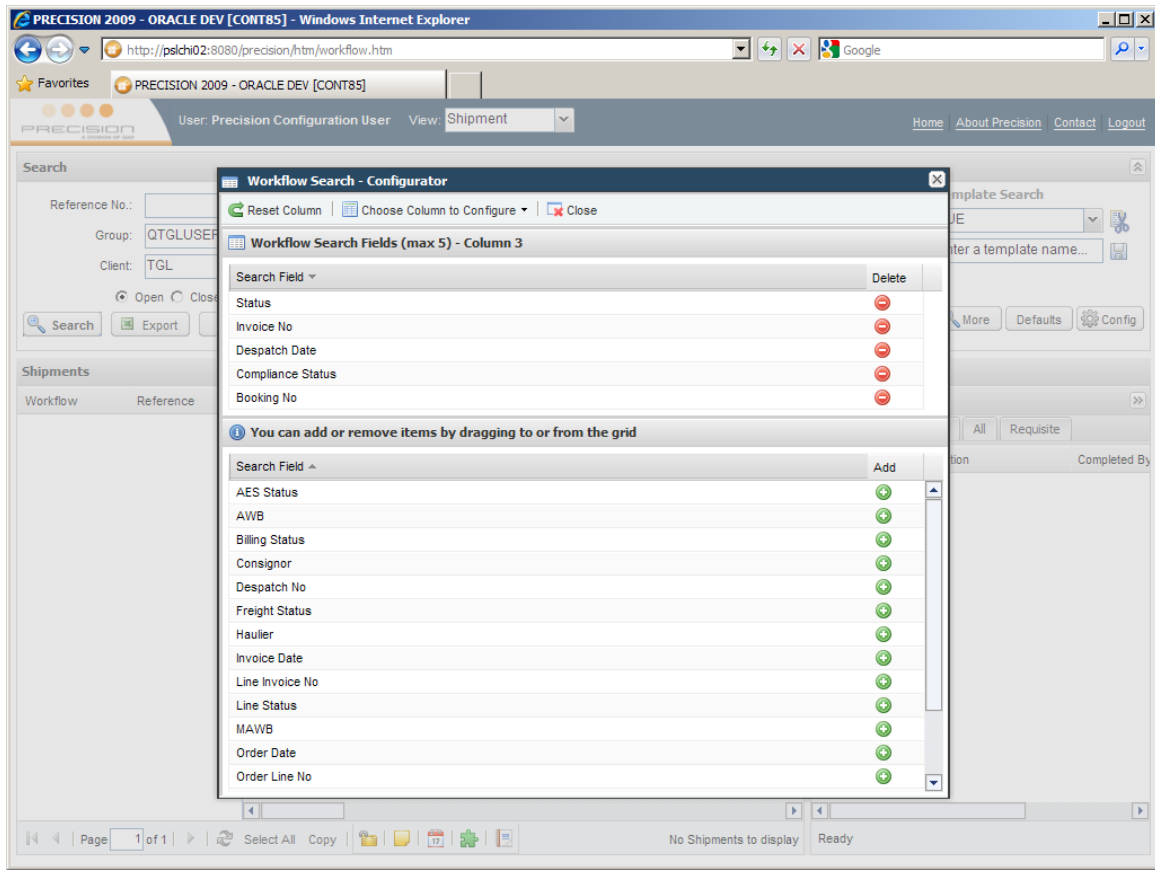 PRECISION 2009 - ORACLE DEV [CONT85] - Windows Internet Explorer
http://pslchi02:8080/precision/htm/workflow.htm
Google
Favorites
PRECISION 2009 - ORACLE DEV [CONT85]
PRECISION
User: Precision Configuration User View: Shipment
Home About Precision Contact Logout
Search
Reference No.:
Group: QTGLUSER
Client: TGL
Open Close
Search Export
mplate Search
UE
nter a template name...
More Defaults Config
Shipments
Workflow Reference
All Requisite
tion Completed By
Workflow Search - Configurator
Reset Column Choose Column to Configure Close
Workflow Search Fields (max 5) - Column 3
Search Field Delete
Status
Invoice No
Despatch Date
Compliance Status
Booking No
You can add or remove items by dragging to or from the grid
Search Field Add
AES Status
AWB
Billing Status
Consignor
Despatch No
Freight Status
Haulier
Invoice Date
Line Invoice No
Line Status
MAWB
Order Date
Order Line No
Page 1 of 1 Select All Copy 17 No Shipments to display Ready